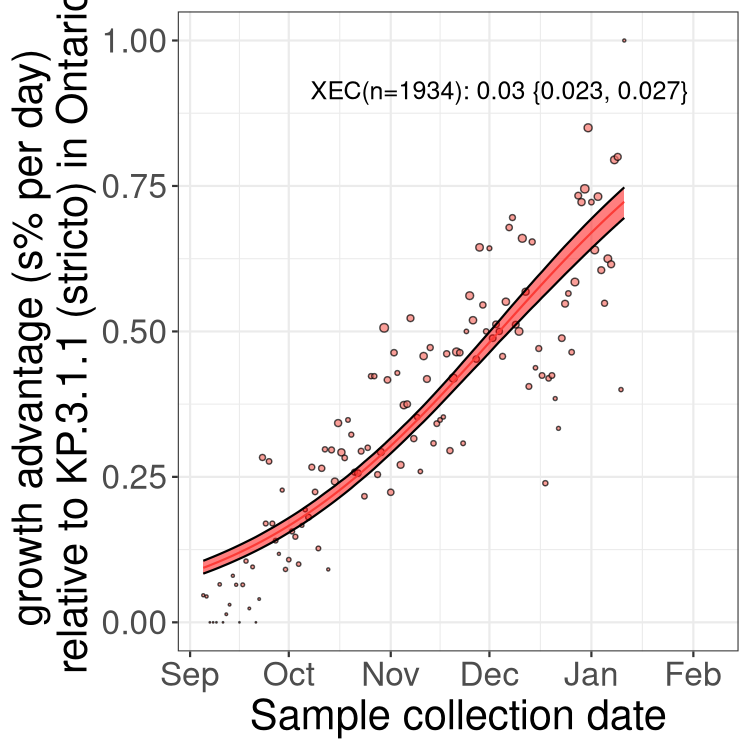 growth advantage (s% per day)
relative to KP.3.1.1 (stricto) in Ontario
1.00
XEC(n=1934): 0.03 {0.023, 0.027}
0.75
0.50
0.25
0.00
Sep Oct Nov Dec Jan Feb
Sample collection date